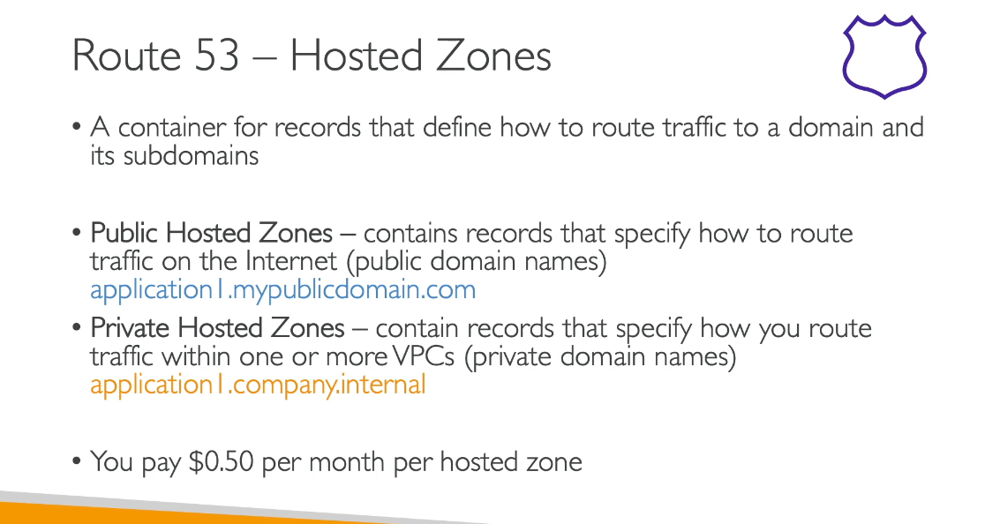 Route 53 – Hosted Zones
• A container for records that define how to route traffic to a domain and
its subdomains
• Public Hosted Zones – contains records that specify how to route
traffic on the Internet (public domain names)
application1.mypublicdomain.com
• Private Hosted Zones – contain records that specify how you route
traffic within one or more VPCs (private domain names)
application1.company.internal
• You pay $0.50 per month per hosted zone